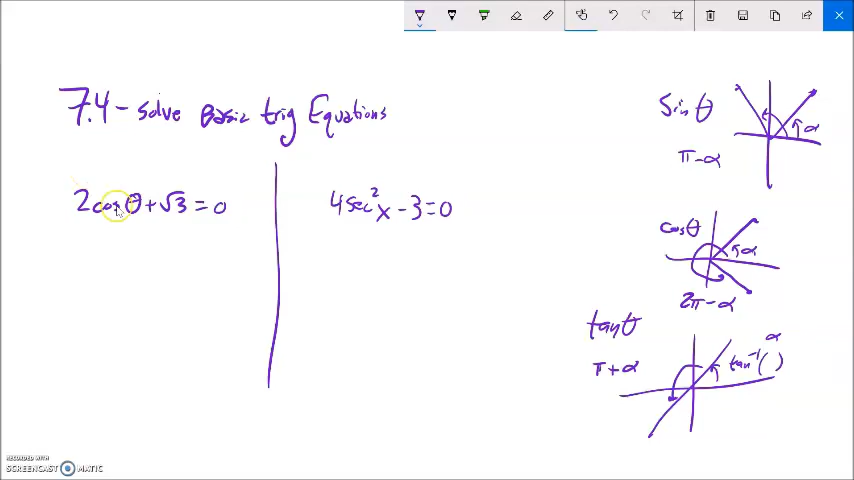 7.4 - Solve Basic trig Equations
2cosθ + √3 = 0
4sec²x - 3 = 0
Sinθ
α
π-α
cosθ
α
2π-α
tanθ
π+α
α
tan⁻¹( )
RECORDED WITH
SCREENCAST MATIC